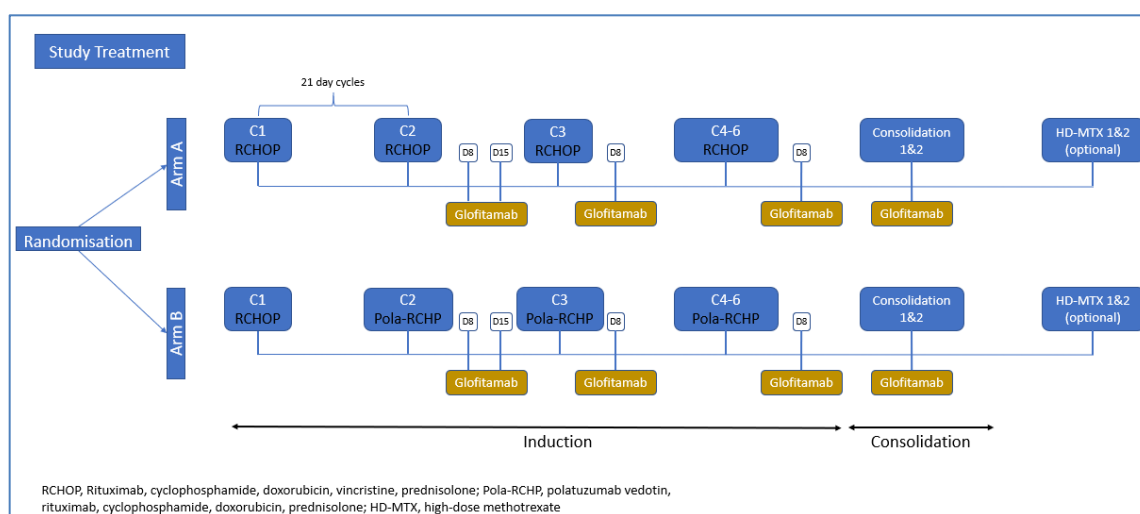 Study Treatment
21 day cycles
Arm A
C1
RCHOP
C2
RCHOP
D8
D15
C3
RCHOP
D8
C4-6
RCHOP
D8
Consolidation
1&2
HD-MTX 1&2
(optional)
Glofitamab
Glofitamab
Glofitamab
Glofitamab
Randomisation
Arm B
C1
RCHOP
C2
Pola-RCHP
D8
D15
C3
Pola-RCHP
D8
C4-6
Pola-RCHP
D8
Consolidation
1&2
HD-MTX 1&2
(optional)
Glofitamab
Glofitamab
Glofitamab
Glofitamab
Induction
Consolidation
RCHOP, Rituximab, cyclophosphamide, doxorubicin, vincristine, prednisolone; Pola-RCHP, polatuzumab vedotin,
rituximab, cyclophosphamide, doxorubicin, prednisolone; HD-MTX, high-dose methotrexate